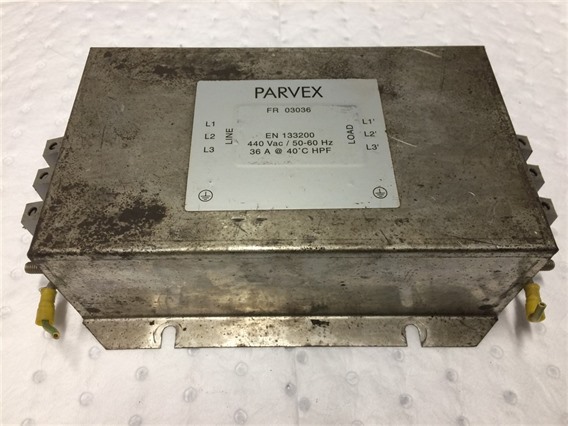 PARVEX
FR 03036
L1
L2
L3
LINE
EN 133200
440 Vac / 50-60 Hz
36 A @ 40°C HPF
LOAD
L1'
L2'
L3'